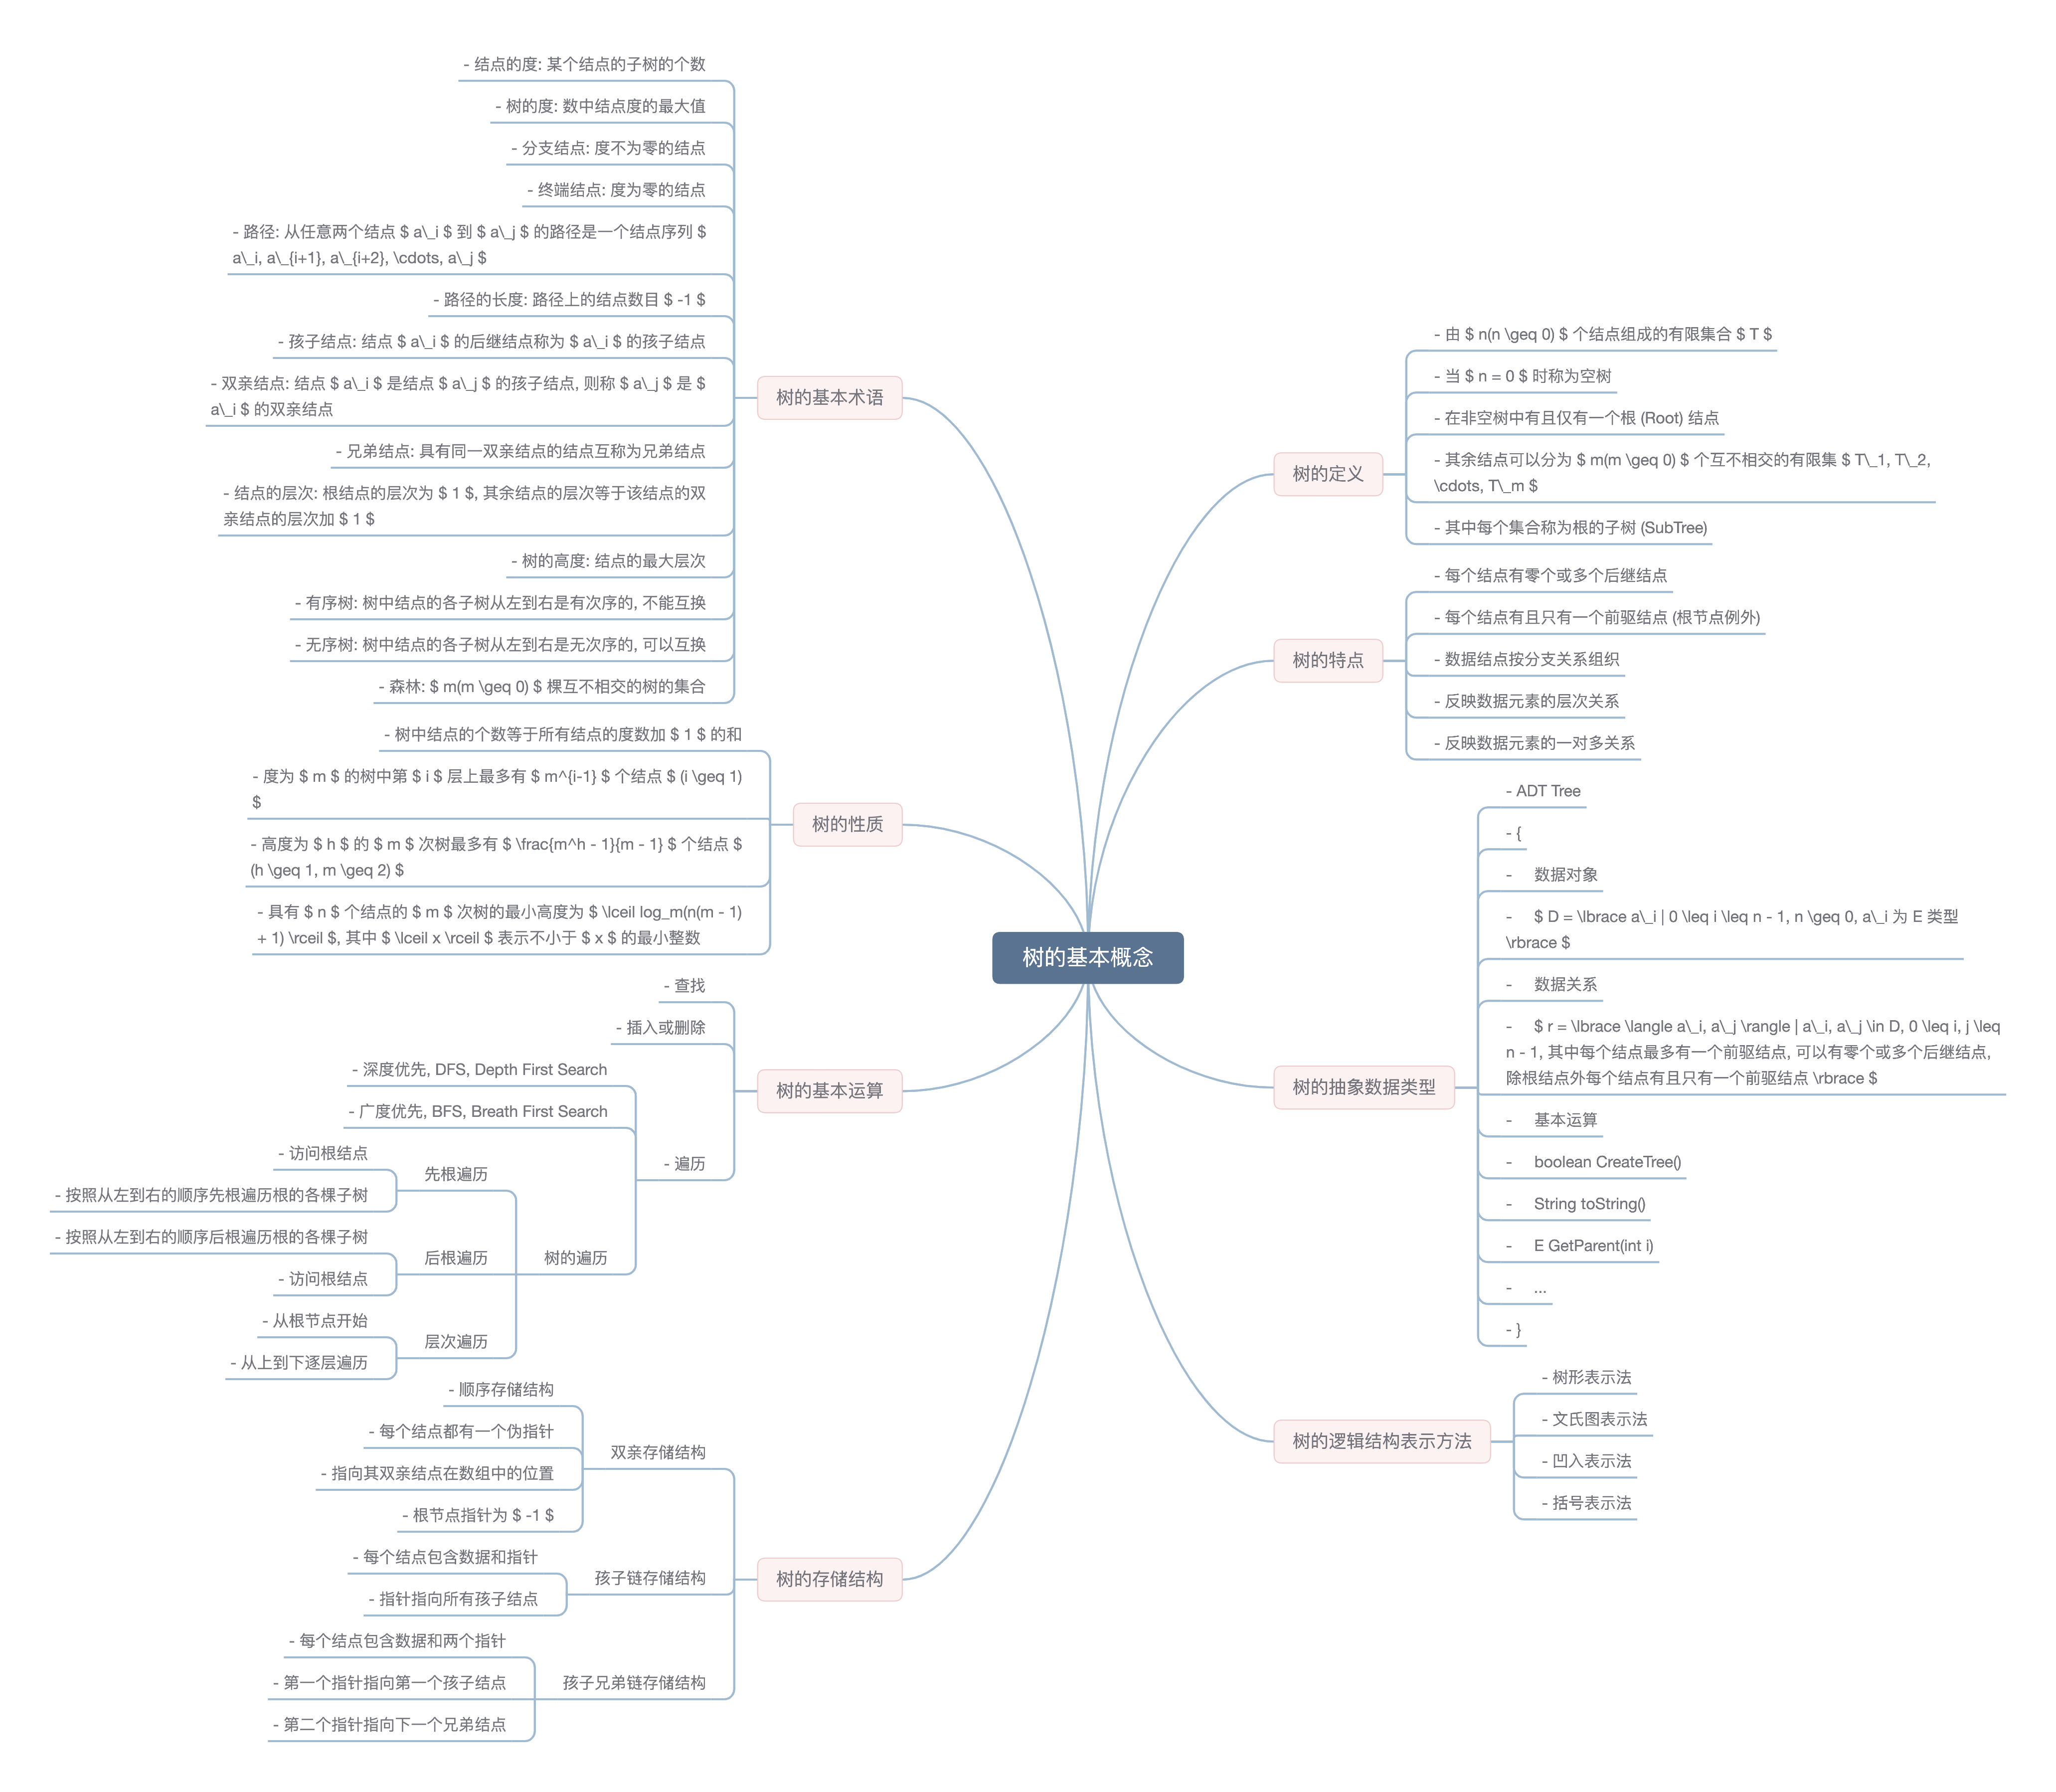 树的基本概念
树的定义
- 由 $ n(n \geq 0) $ 个结点组成的有限集合 $ T $
- 当 $ n = 0 $ 时称为空树
- 在非空树中有且仅有一个根 (Root) 结点
- 其余结点可以分为 $ m(m \geq 0) $ 个互不相交的有限集 $ T\_1, T\_2,
\cdots, T\_m $
- 其中每个集合称为根的子树 (SubTree)
树的特点
- 每个结点有零个或多个后继结点
- 每个结点有且只有一个前驱结点 (根节点例外)
- 数据结点按分支关系组织
- 反映数据元素的层次关系
- 反映数据元素的一对多关系
树的抽象数据类型
- ADT Tree
- {
-     数据对象
-     $ D = \lbrace a\_i | 0 \leq i \leq n - 1, n \geq 0, a\_i 为 E 类型
\rbrace $
-     数据关系
-     $ r = \lbrace \langle a\_i, a\_j \rangle | a\_i, a\_j \in D, 0 \leq i, j \leq
n - 1, 其中每个结点最多有一个前驱结点, 可以有零个或多个后继结点,
除根结点外每个结点有且只有一个前驱结点 \rbrace $
-     基本运算
-     boolean CreateTree()
-     String toString()
-     E GetParent(int i)
-     ...
- }
树的逻辑结构表示方法
- 树形表示法
- 文氏图表示法
- 凹入表示法
- 括号表示法
树的基本术语
- 结点的度: 某个结点的子树的个数
- 树的度: 数中结点度的最大值
- 分支结点: 度不为零的结点
- 终端结点: 度为零的结点
- 路径: 从任意两个结点 $ a\_i $ 到 $ a\_j $ 的路径是一个结点序列 $
a\_i, a\_{i+1}, a\_{i+2}, \cdots, a\_j $
- 路径的长度: 路径上的结点数目 $ -1 $
- 孩子结点: 结点 $ a\_i $ 的后继结点称为 $ a\_i $ 的孩子结点
- 双亲结点: 结点 $ a\_i $ 是结点 $ a\_j $ 的孩子结点, 则称 $ a\_j $ 是 $
a\_i $ 的双亲结点
- 兄弟结点: 具有同一双亲结点的结点互称为兄弟结点
- 结点的层次: 根结点的层次为 $ 1 $, 其余结点的层次等于该结点的双
亲结点的层次加 $ 1 $
- 树的高度: 结点的最大层次
- 有序树: 树中结点的各子树从左到右是有次序的, 不能互换
- 无序树: 树中结点的各子树从左到右是无次序的, 可以互换
- 森林: $ m(m \geq 0) $ 棵互不相交的树的集合
树的性质
- 树中结点的个数等于所有结点的度数加 $ 1 $ 的和
- 度为 $ m $ 的树中第 $ i $ 层上最多有 $ m^{i-1} $ 个结点 $ (i \geq 1)
$
- 高度为 $ h $ 的 $ m $ 次树最多有 $ \frac{m^h - 1}{m - 1} $ 个结点 $
(h \geq 1, m \geq 2) $
- 具有 $ n $ 个结点的 $ m $ 次树的最小高度为 $ \lceil log_m(n(m - 1)
+ 1) \rceil $, 其中 $ \lceil x \rceil $ 表示不小于 $ x $ 的最小整数
树的基本运算
- 查找
- 插入或删除
- 遍历
- 深度优先, DFS, Depth First Search
- 广度优先, BFS, Breath First Search
树的遍历
先根遍历
- 访问根结点
- 按照从左到右的顺序先根遍历根的各棵子树
后根遍历
- 按照从左到右的顺序后根遍历根的各棵子树
- 访问根结点
层次遍历
- 从根节点开始
- 从上到下逐层遍历
树的存储结构
双亲存储结构
- 顺序存储结构
- 每个结点都有一个伪指针
- 指向其双亲结点在数组中的位置
- 根节点指针为 $ -1 $
孩子链存储结构
- 每个结点包含数据和指针
- 指针指向所有孩子结点
孩子兄弟链存储结构
- 每个结点包含数据和两个指针
- 第一个指针指向第一个孩子结点
- 第二个指针指向下一个兄弟结点